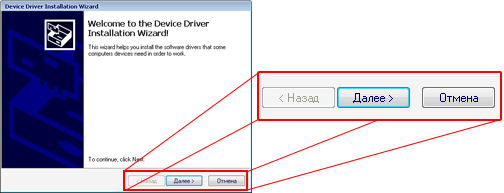 Device Driver Installation Wizard
Welcome to the Device Driver
Installation Wizard!
This wizard helps you install the software drivers that some
computers devices need in order to work.
To continue, click Next.
< Назад Далее > Отмена
< Назад Далее > Отмена